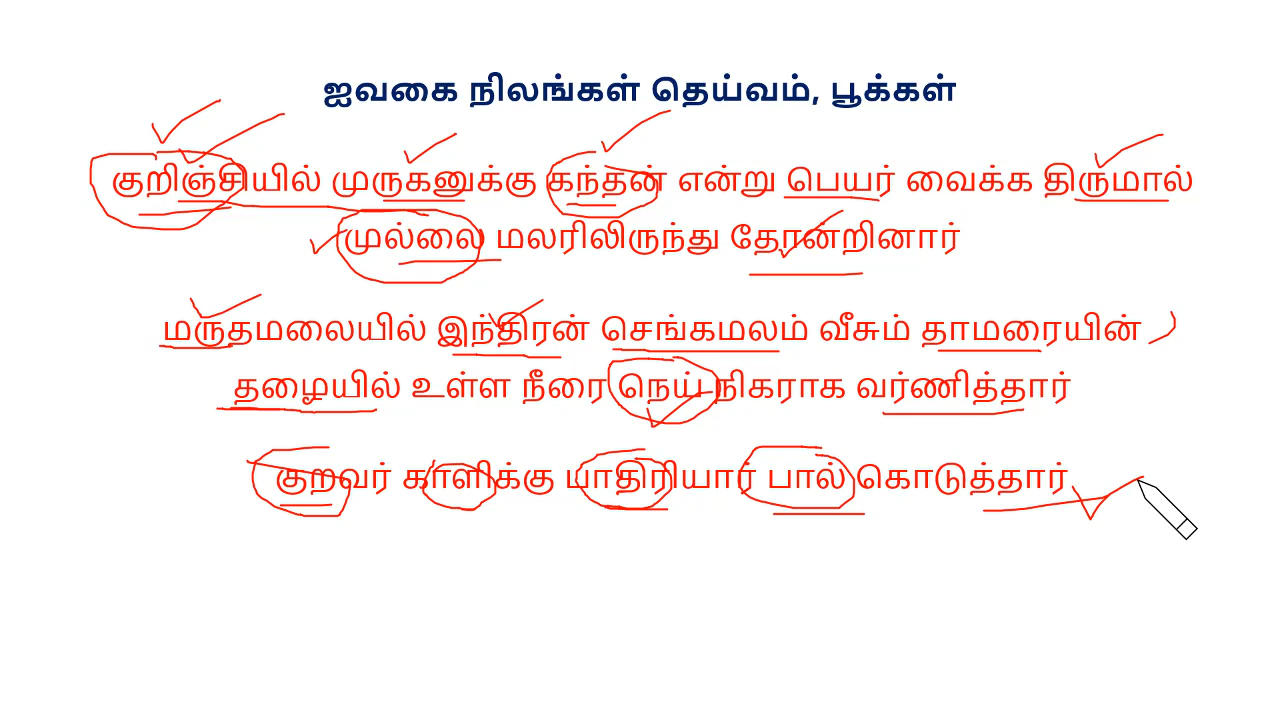 ஐவகை நிலங்கள் தெய்வம், பூக்கள்
குறிஞ்சியில் முருகனுக்கு கந்தன் என்று பெயர் வைக்க திருமால்
முல்லை மலரிலிருந்து தோன்றினார்
மருதமலையில் இந்திரன் செங்கமலம் வீசும் தாமரையின்
தழையில் உள்ள நீரை நெய் நிகராக வர்ணித்தார்
குறவர் காளிக்கு பாதிரியார் பால் கொடுத்தார்